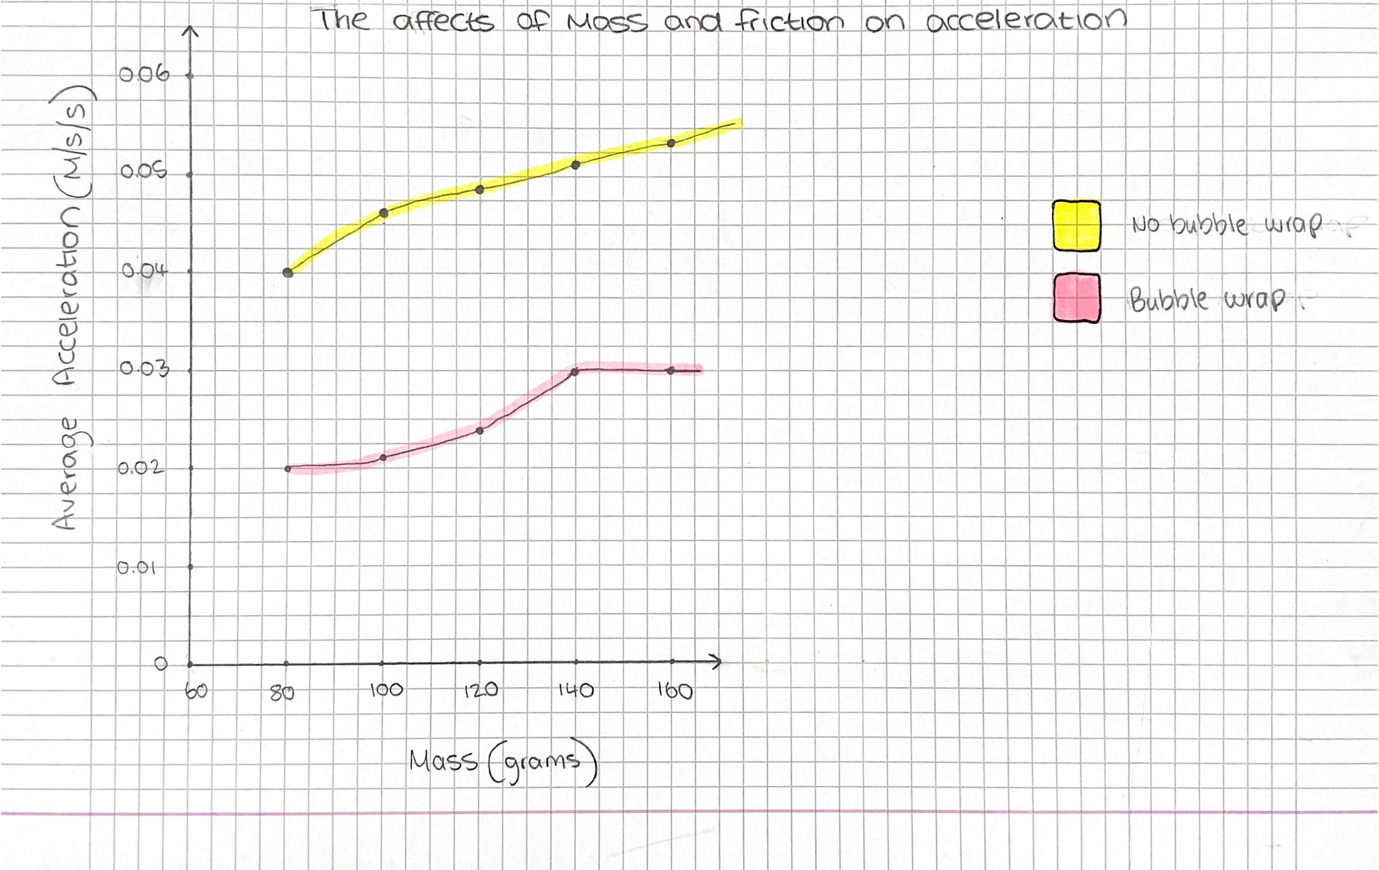 The affects of Mass and friction on acceleration
Average Acceleration (M/s/s)
0.06
0.05
0.04
0.03
0.02
0.01
0
60 80 100 120 140 160
Mass (grams)
No bubble wrap
Bubble wrap.